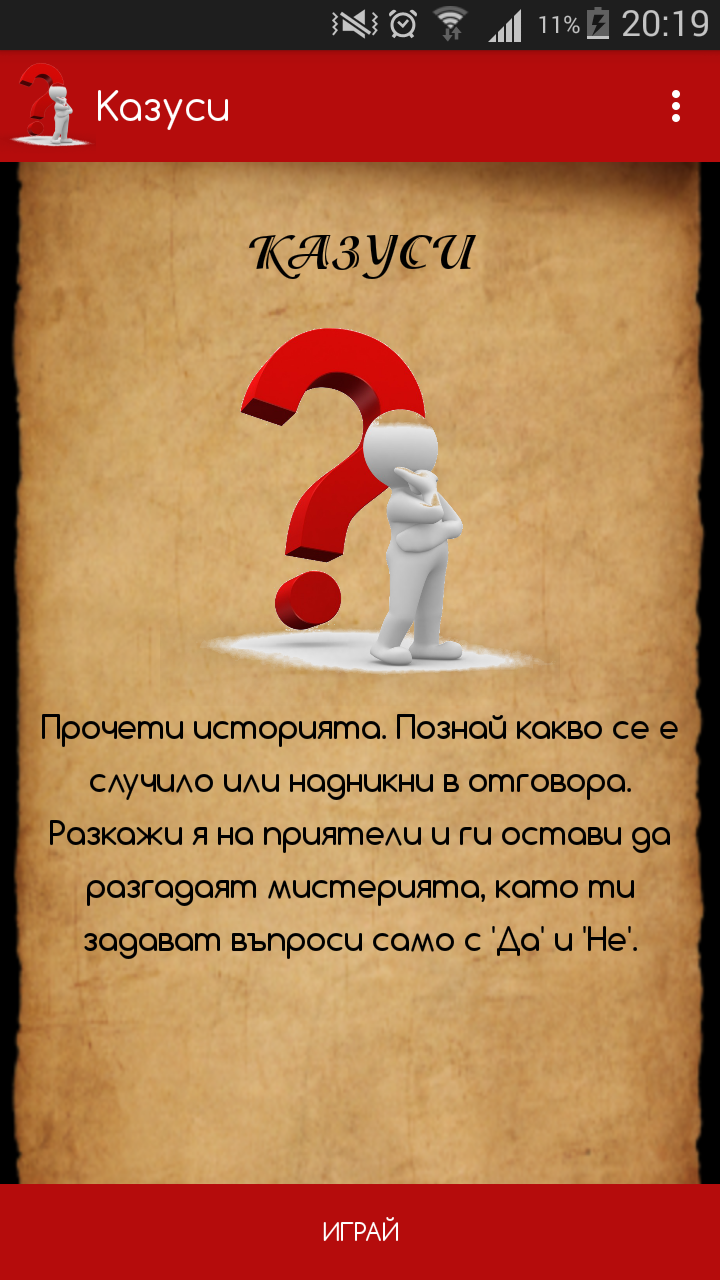 11% 20:19
Казуси
КАЗУСИ
Прочети историята. Познай какво се е
случило или надникни в отговора.
Разкажи я на приятели и ги остави да
разгадаят мистерията, като ти
задават въпроси само с 'Да' и 'Не'.
ИГРАЙ